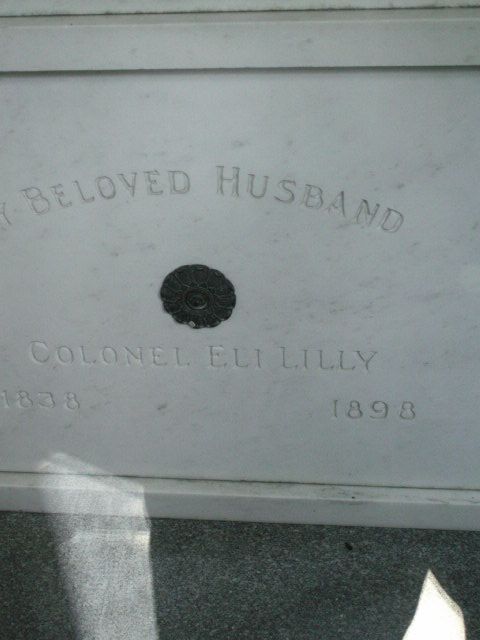 Y BELOVED HUSBAND
COLONEL ELI LILLY
1838 1898